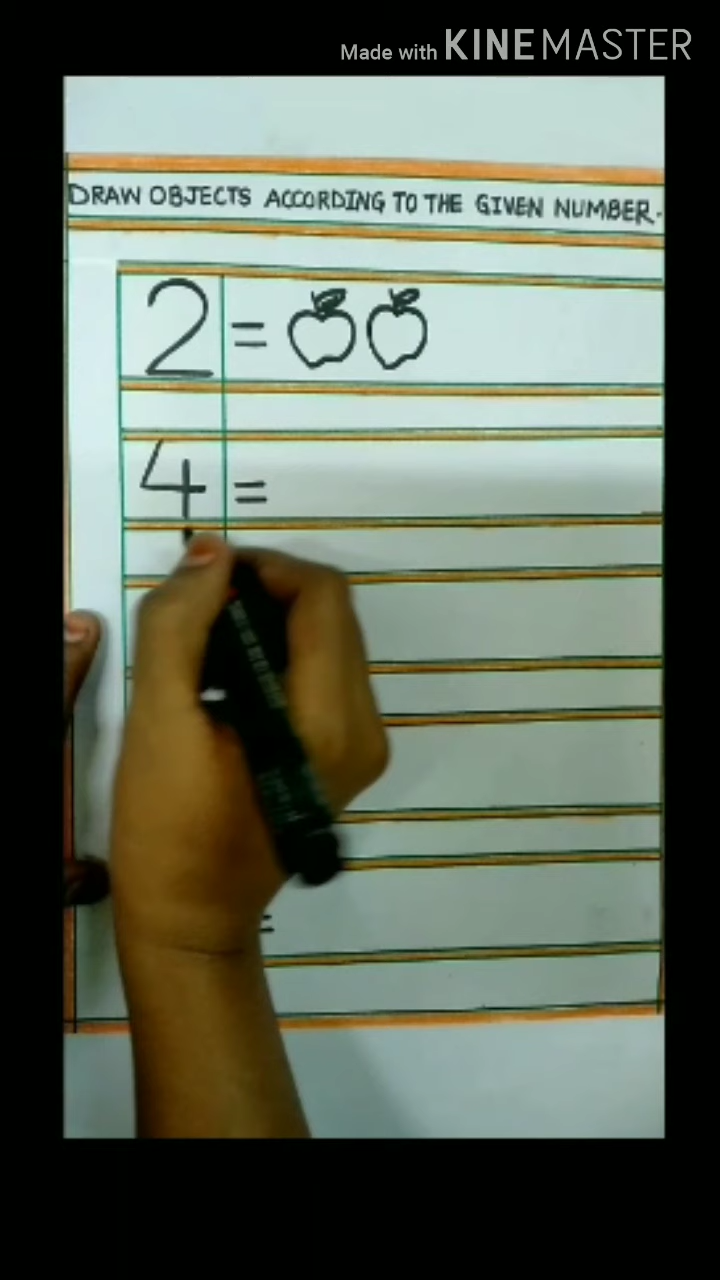 Made with KINEMASTER
DRAW OBJECTS ACCORDING TO THE GIVEN NUMBER.
2 =
4 =
=